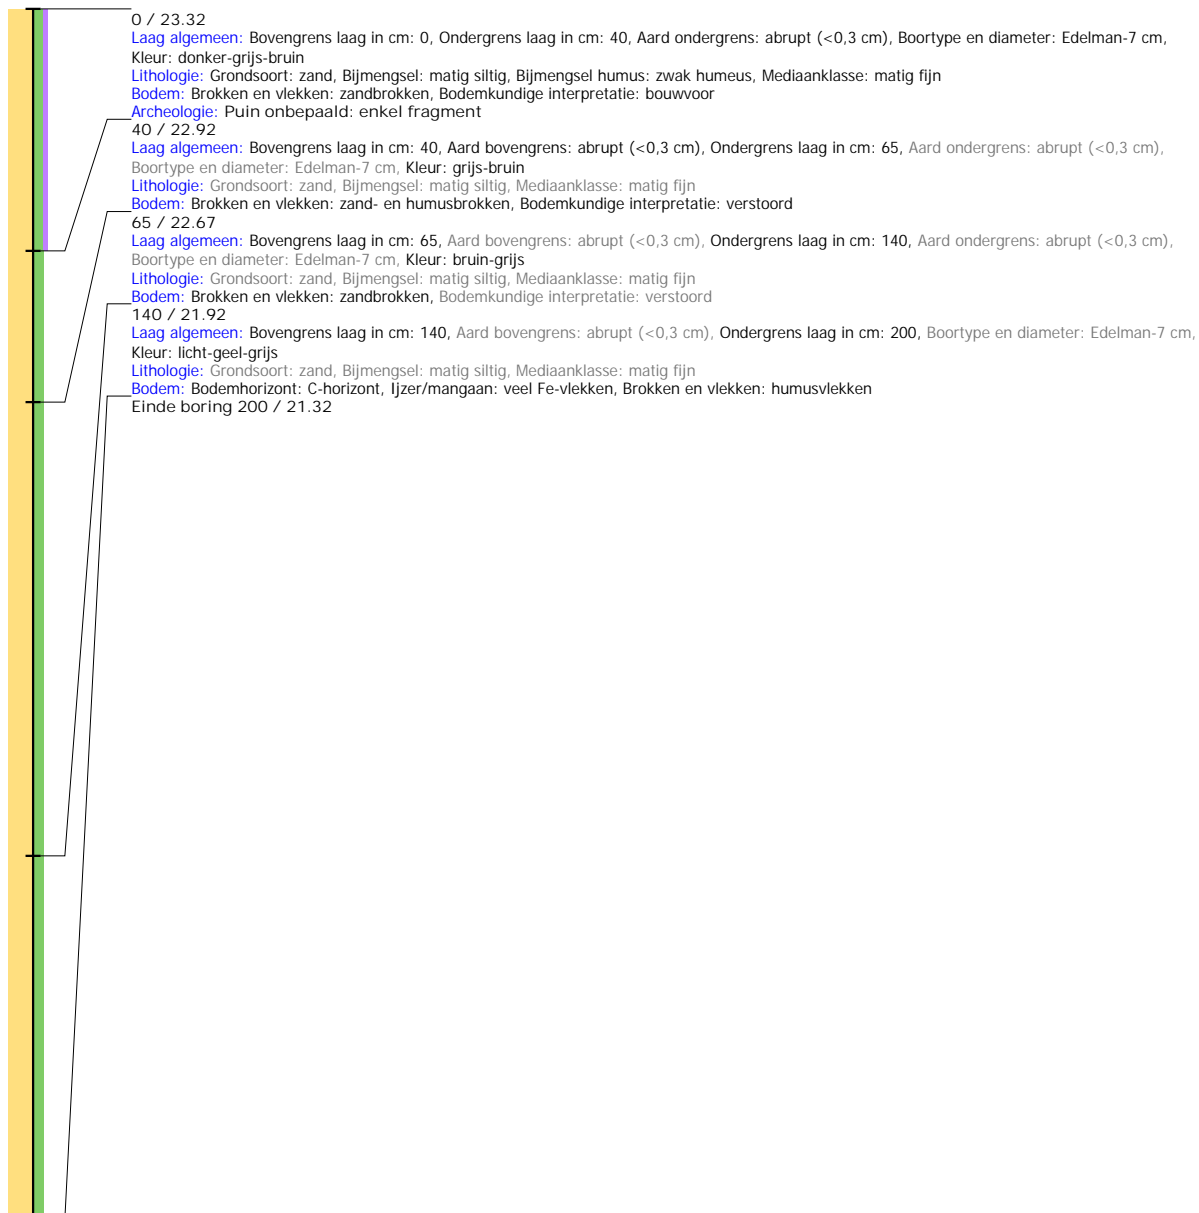 0 / 23.32
Laag algemeen: Bovengrens laag in cm: 0, Ondergrens laag in cm: 40, Aard ondergrens: abrupt (<0,3 cm), Boortype en diameter: Edelman-7 cm,
Kleur: donker-grijs-bruin
Lithologie: Grondsoort: zand, Bijmengsel: matig siltig, Bijmengsel humus: zwak humeus, Mediaanklasse: matig fijn
Bodem: Brokken en vlekken: zandbrokken, Bodemkundige interpretatie: bouwvoor
Archeologie: Puin onbepaald: enkel fragment
40 / 22.92
Laag algemeen: Bovengrens laag in cm: 40, Aard bovengrens: abrupt (<0,3 cm), Ondergrens laag in cm: 65, Aard ondergrens: abrupt (<0,3 cm),
Boortype en diameter: Edelman-7 cm, Kleur: grijs-bruin
Lithologie: Grondsoort: zand, Bijmengsel: matig siltig, Mediaanklasse: matig fijn
Bodem: Brokken en vlekken: zand- en humusbrokken, Bodemkundige interpretatie: verstoord
65 / 22.67
Laag algemeen: Bovengrens laag in cm: 65, Aard bovengrens: abrupt (<0,3 cm), Ondergrens laag in cm: 140, Aard ondergrens: abrupt (<0,3 cm),
Boortype en diameter: Edelman-7 cm, Kleur: bruin-grijs
Lithologie: Grondsoort: zand, Bijmengsel: matig siltig, Mediaanklasse: matig fijn
Bodem: Brokken en vlekken: zandbrokken, Bodemkundige interpretatie: verstoord
140 / 21.92
Laag algemeen: Bovengrens laag in cm: 140, Aard bovengrens: abrupt (<0,3 cm), Ondergrens laag in cm: 200, Boortype en diameter: Edelman-7 cm,
Kleur: licht-geel-grijs
Lithologie: Grondsoort: zand, Bijmengsel: matig siltig, Mediaanklasse: matig fijn
Bodem: Bodemhorizont: C-horizont, Ijzer/mangaan: veel Fe-vlekken, Brokken en vlekken: humusvlekken
Einde boring 200 / 21.32